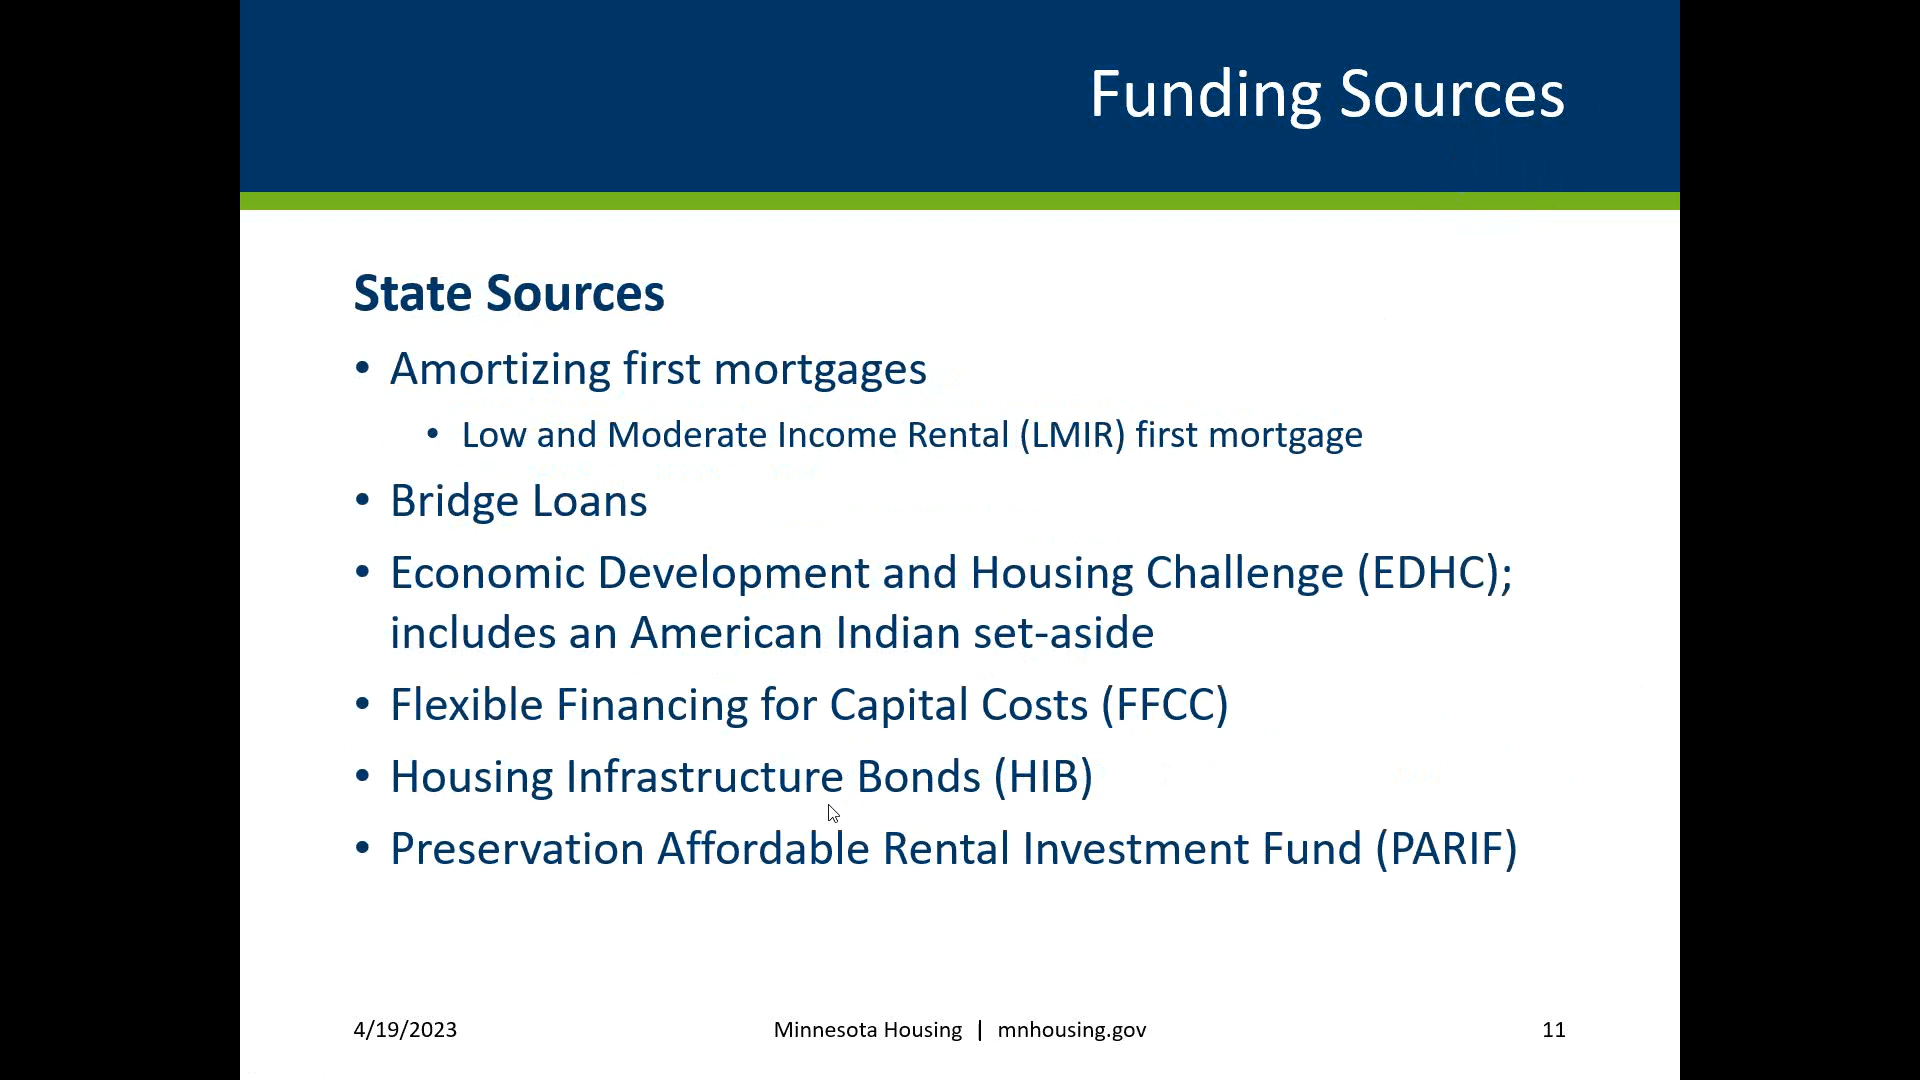 Funding Sources
State Sources
• Amortizing first mortgages
• Low and Moderate Income Rental (LMIR) first mortgage
• Bridge Loans
• Economic Development and Housing Challenge (EDHC);
includes an American Indian set-aside
• Flexible Financing for Capital Costs (FFCC)
• Housing Infrastructure Bonds (HIB)
• Preservation Affordable Rental Investment Fund (PARIF)
4/19/2023
Minnesota Housing | mnhousing.gov
11